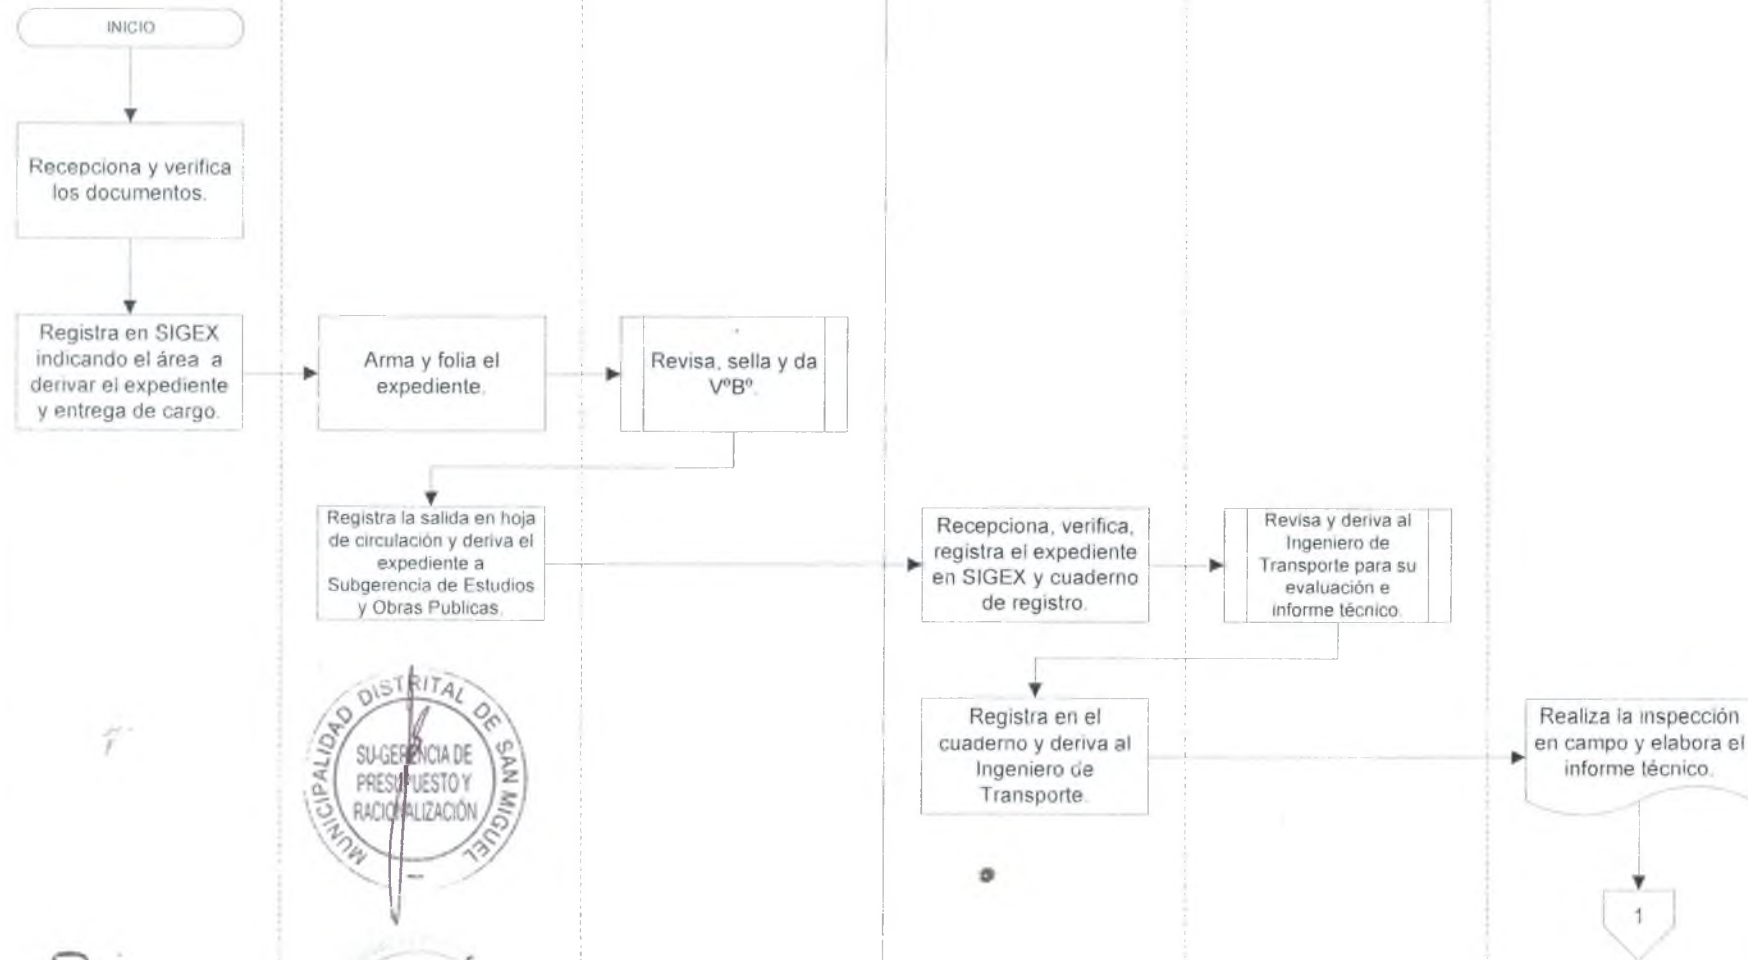 INICIO
Recepciona y verifica
los documentos.
Registra en SIGEX
indicando el área a
derivar el expediente
y entrega de cargo.
Arma y folia el
expediente.
Revisa, sella y da
VºBº.
Registra la salida en hoja
de circulación y deriva el
expediente a
Subgerencia de Estudios
y Obras Publicas.
Recepciona, verifica,
registra el expediente
en SIGEX y cuaderno
de registro.
Revisa y deriva al
Ingeniero de
Transporte para su
evaluación e
informe técnico.
Registra en el
cuaderno y deriva al
Ingeniero de
Transporte.
Realiza la inspección
en campo y elabora el
informe técnico.
1
MUNICIPALIDAD DISTRITAL DE SAN MIGUEL
SU-GERENCIA DE
PRESUPUESTO Y
RACIONALIZACIÓN